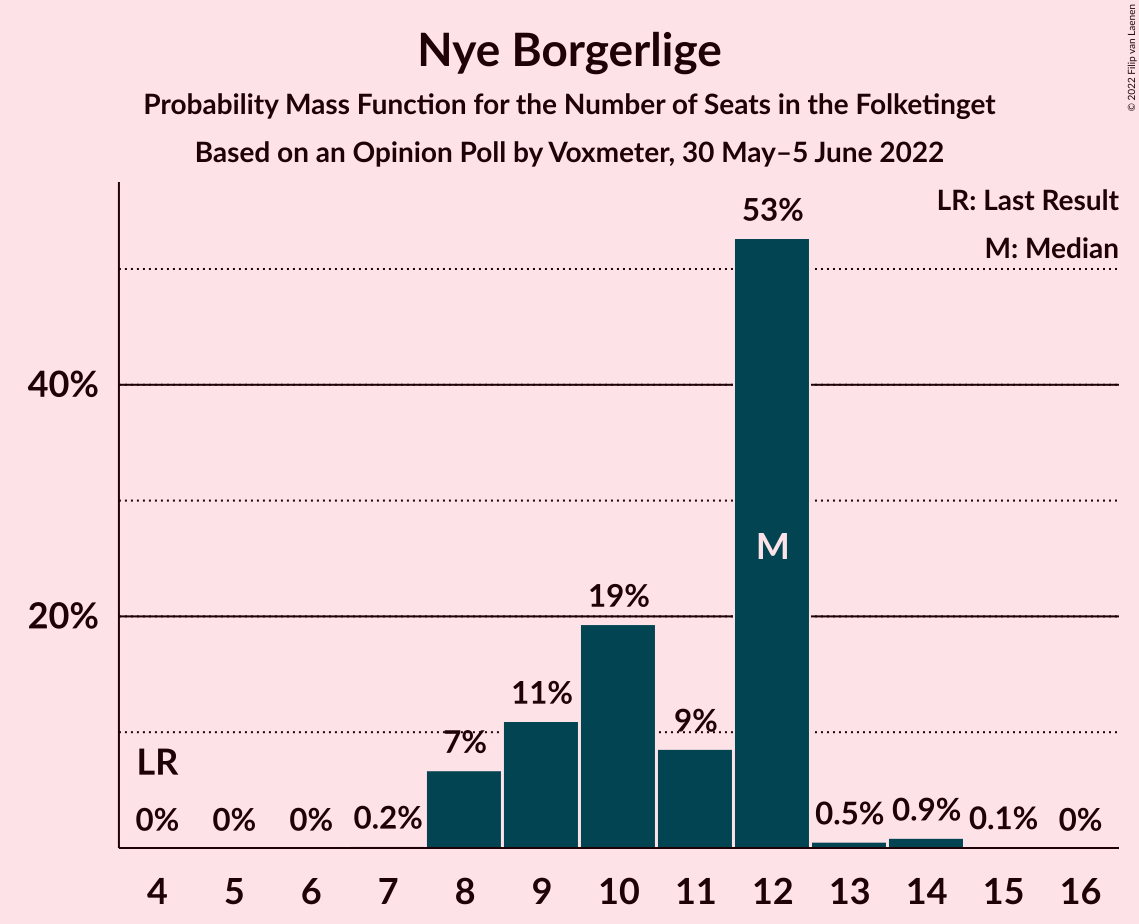 Nye Borgerlige
Probability Mass Function for the Number of Seats in the Folketinget
Based on an Opinion Poll by Voxmeter, 30 May–5 June 2022
© 2022 Filip van Laenen
LR: Last Result
M: Median
53%
40%
M
20%
19%
11%
9%
7%
LR
0% 0% 0% 0.2% 0.5% 0.9% 0.1% 0%
4 5 6 7 8 9 10 11 12 13 14 15 16